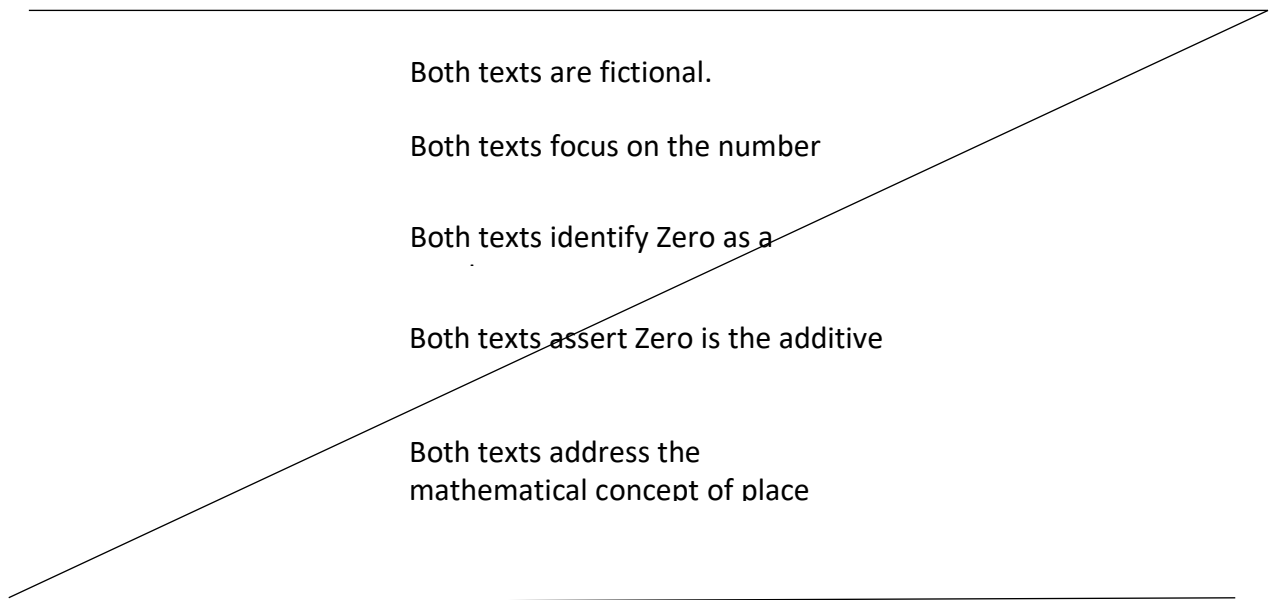 Both texts are fictional.
Both texts focus on the number
Both texts identify Zero as a
Both texts assert Zero is the additive
Both texts address the
mathematical concept of place